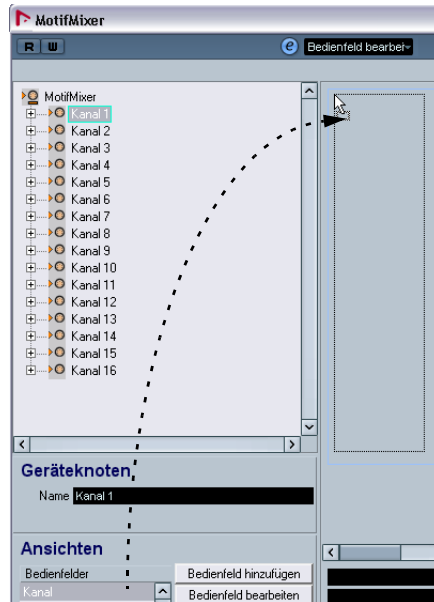 MotifMixer
R W
e Bedienfeld bearbei
MotifMixer
Kanal 1
Kanal 2
Kanal 3
Kanal 4
Kanal 5
Kanal 6
Kanal 7
Kanal 8
Kanal 9
Kanal 10
Kanal 11
Kanal 12
Kanal 13
Kanal 14
Kanal 15
Kanal 16
Geräteknoten
Name Kanal 1
Ansichten
Bedienfelder
Bedienfeld hinzufügen
Kanal
Bedienfeld bearbeiten